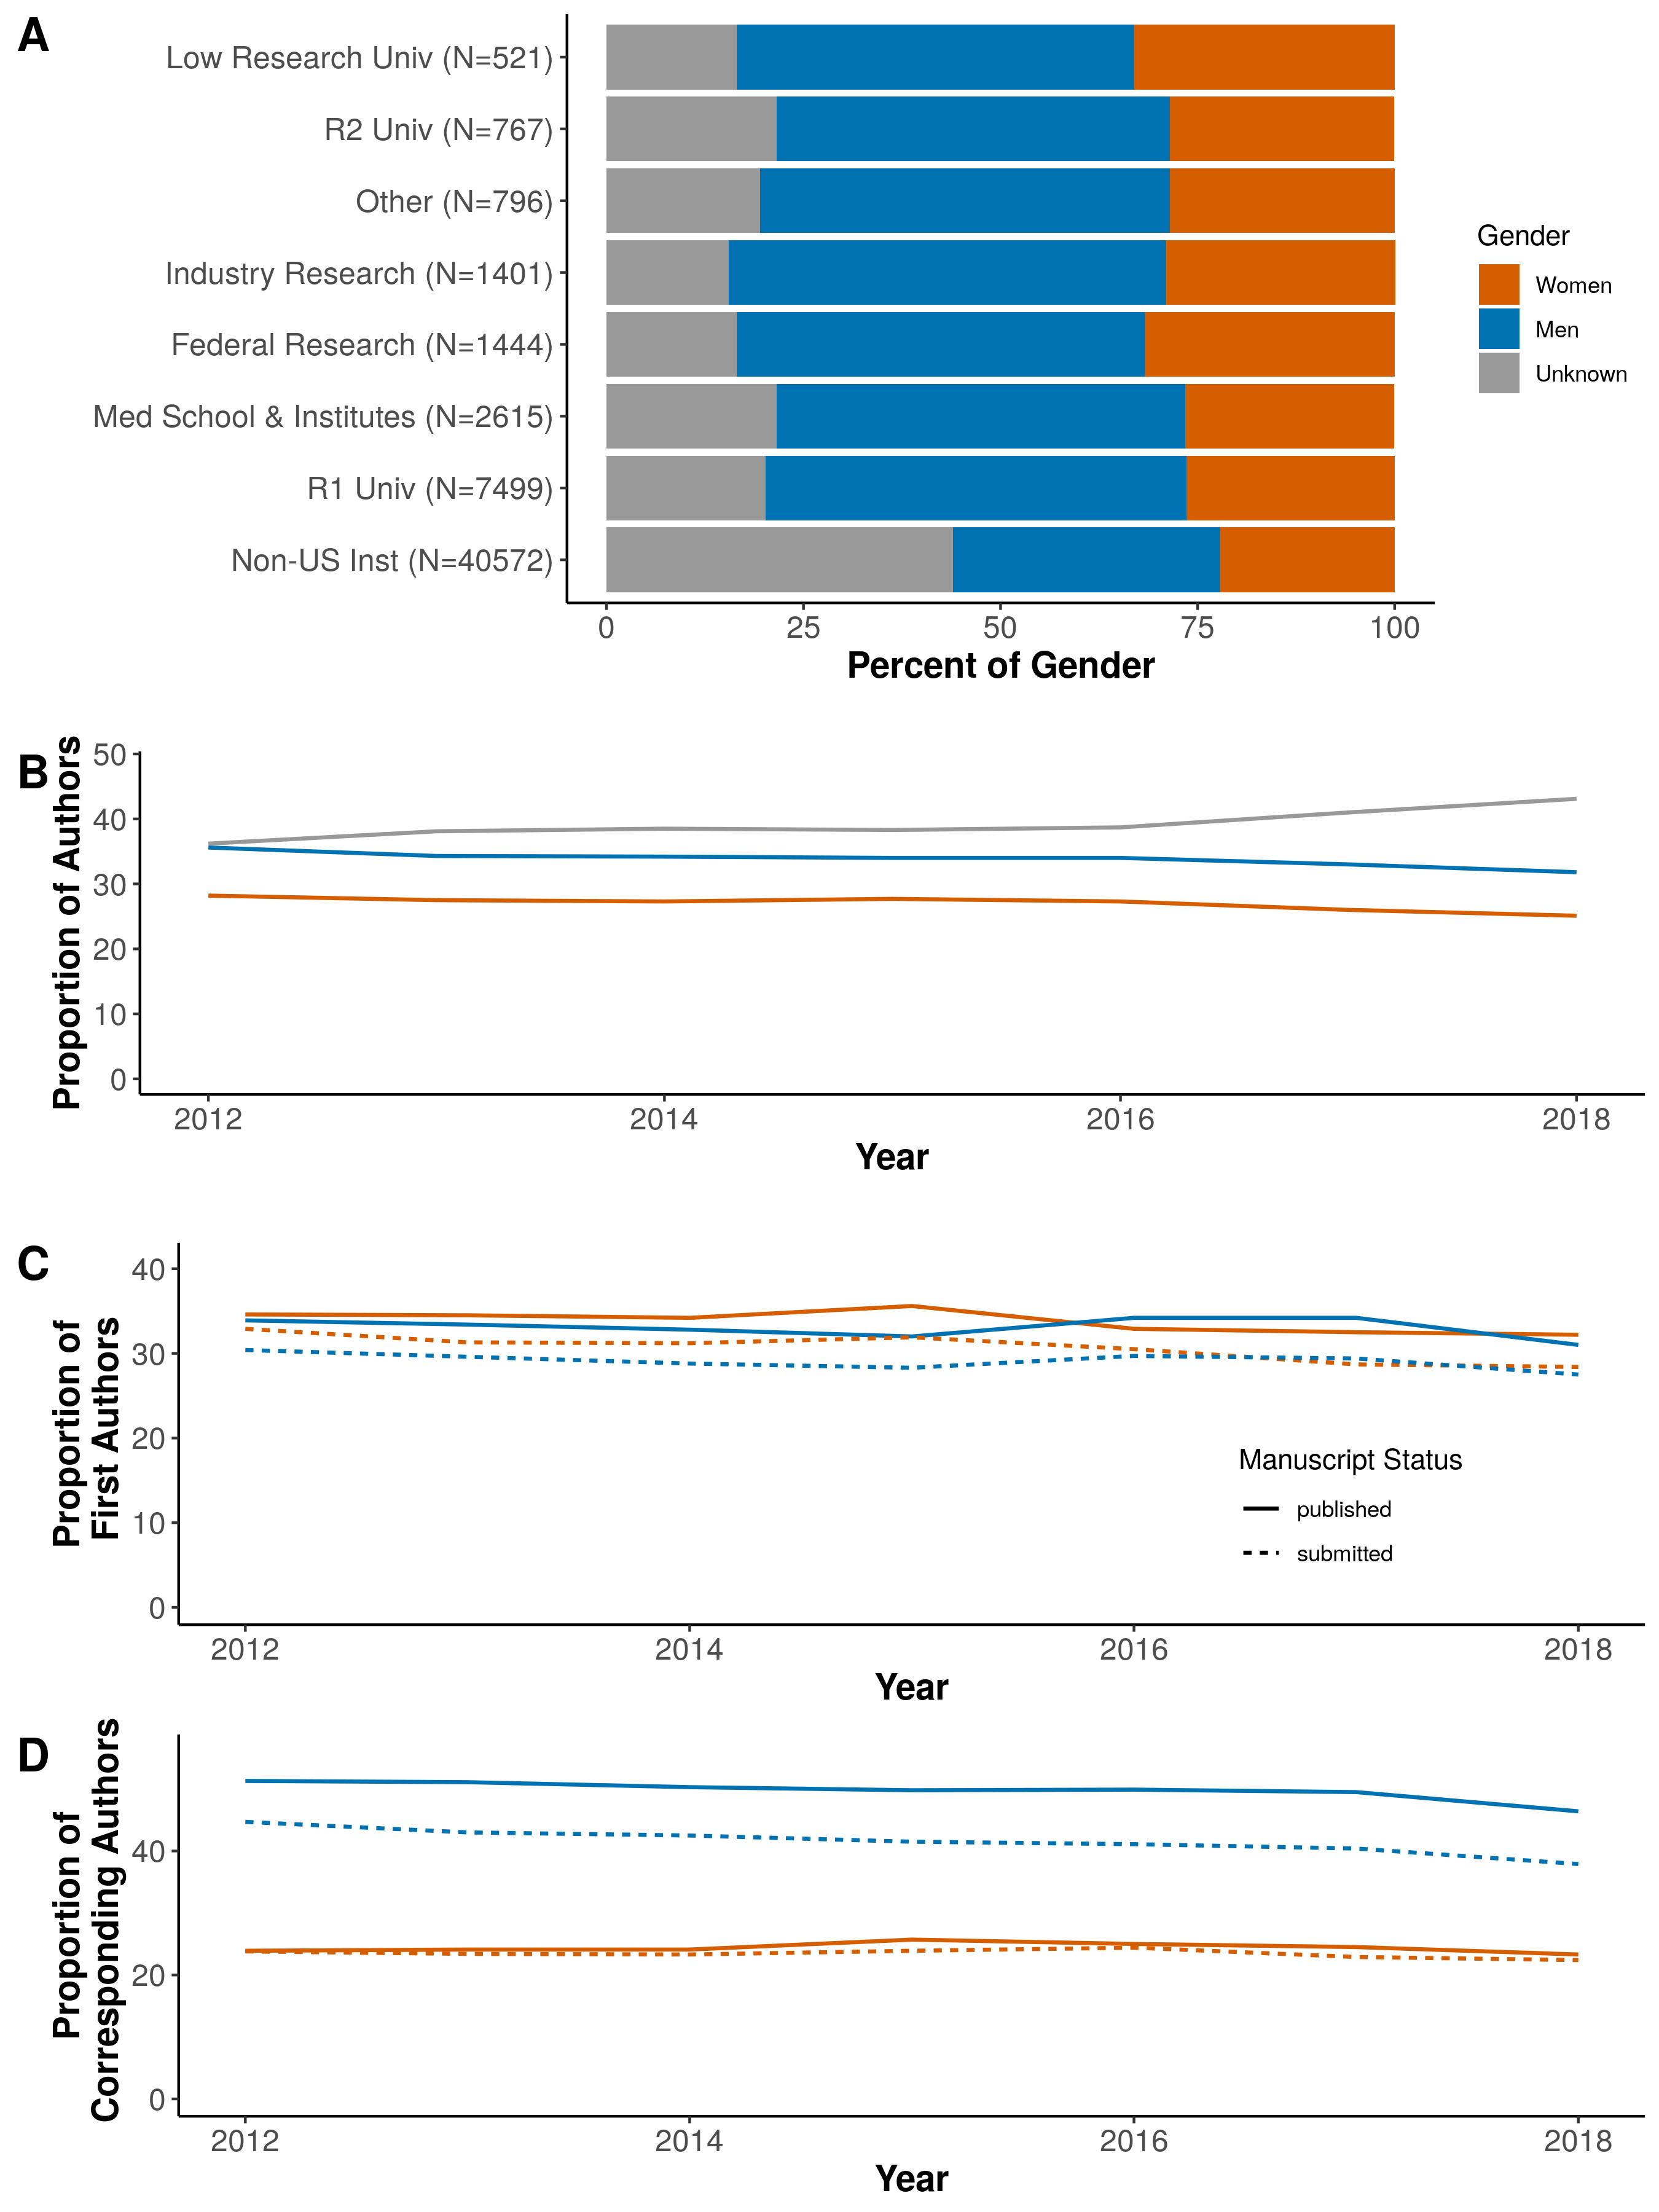 A
Low Research Univ (N=521)
R2 Univ (N=767)
Other (N=796)
Industry Research (N=1401)
Federal Research (N=1444)
Med School & Institutes (N=2615)
R1 Univ (N=7499)
Non-US Inst (N=40572)
0 25 50 75 100
Percent of Gender
Gender
Women
Men
Unknown
B
Proportion of Authors
50
40
30
20
10
0
2012 2014 2016 2018
Year
C
Proportion of
First Authors
40
30
20
10
0
Manuscript Status
published
submitted
2012 2014 2016 2018
Year
D
Proportion of
Corresponding Authors
40
20
0
2012 2014 2016 2018
Year